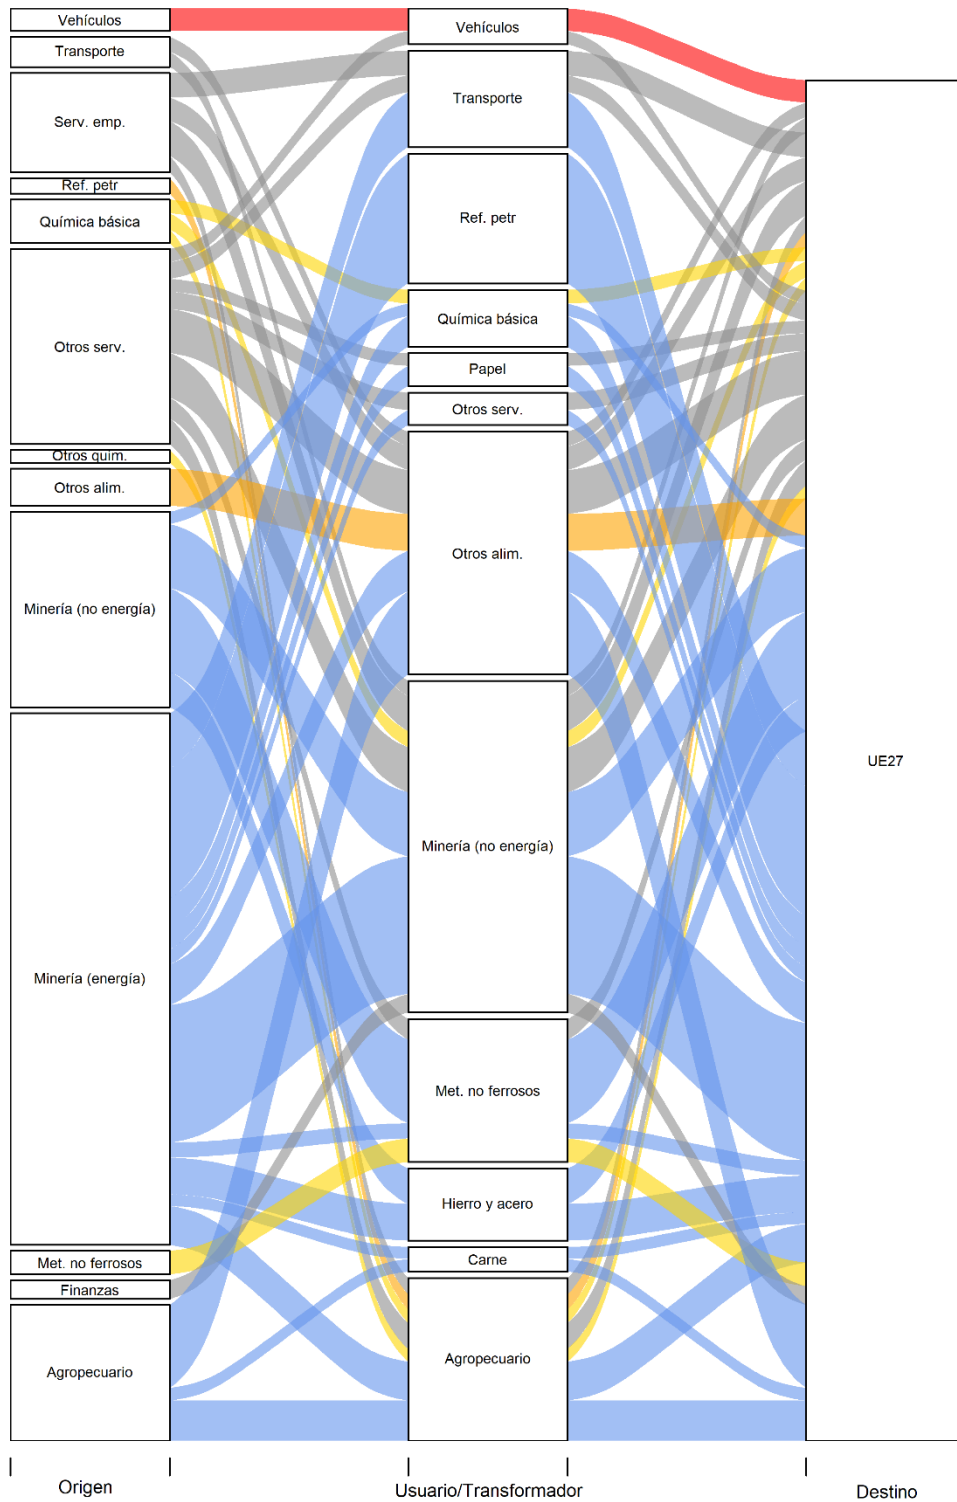 Vehículos
Transporte
Serv. emp.
Ref. petr
Química básica
Otros serv.
Otros quim.
Otros alim.
Minería (no energía)
Minería (energía)
Met. no ferrosos
Finanzas
Agropecuario
Vehículos
Transporte
Ref. petr
Química básica
Papel
Otros serv.
Otros alim.
Minería (no energía)
Met. no ferrosos
Hierro y acero
Carne
Agropecuario
UE27
Origen
Usuario/Transformador
Destino